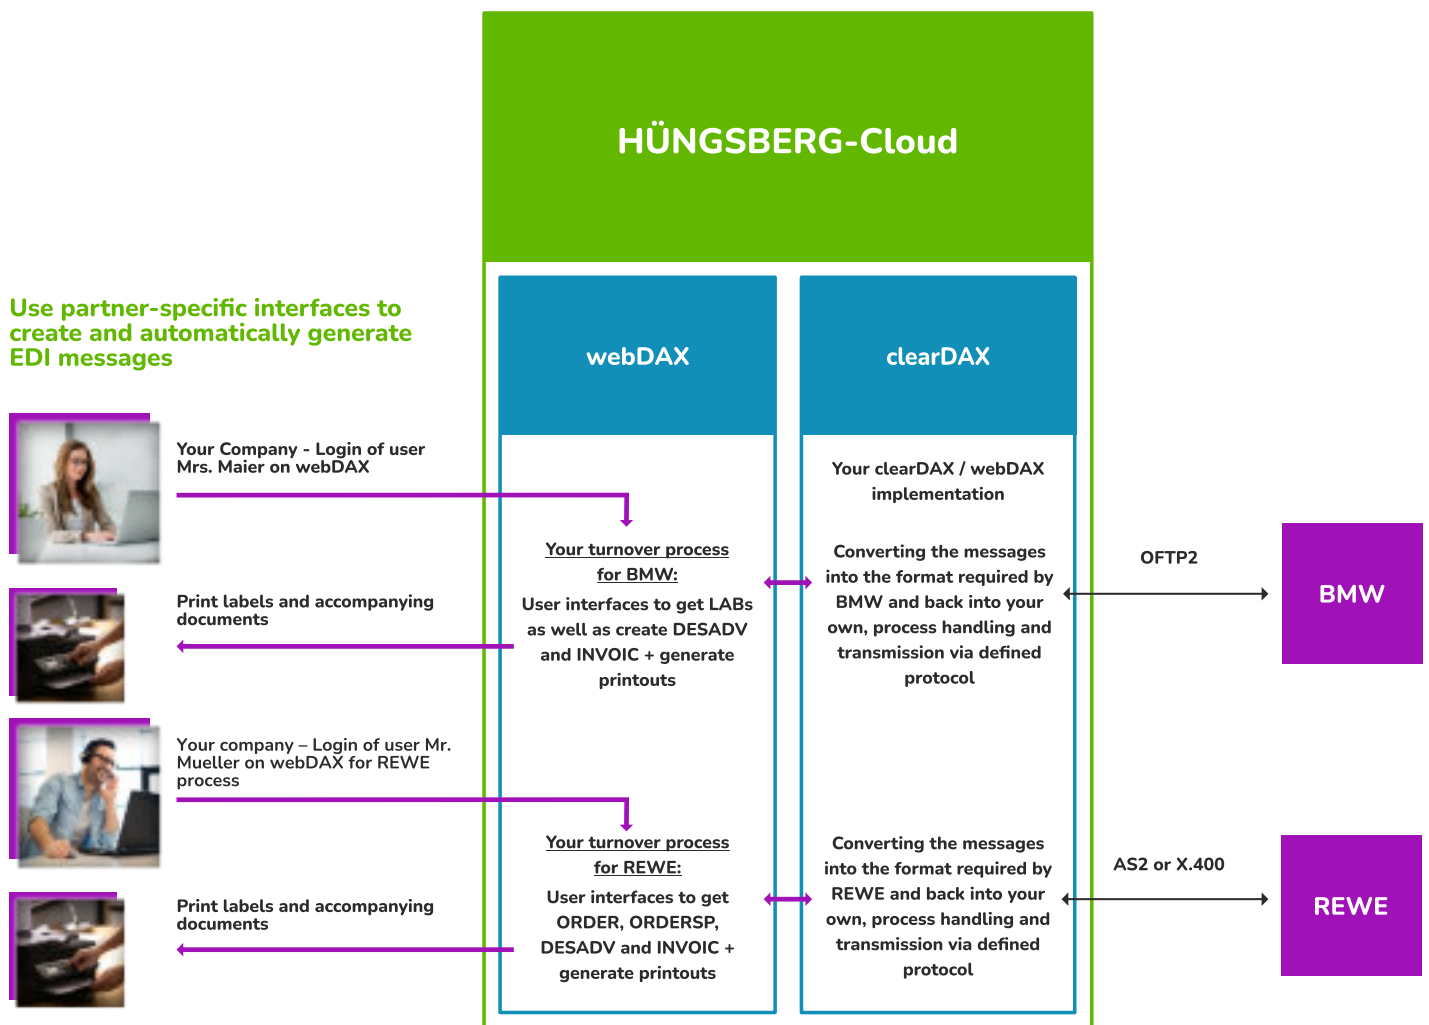 HÜNGSBERG-Cloud
Use partner-specific interfaces to
create and automatically generate
EDI messages
webDAX
clearDAX
Your Company - Login of user
Mrs. Maier on webDAX
Your clearDAX / webDAX
implementation
Your turnover process
for BMW:
User interfaces to get LABs
as well as create DESADV
and INVOIC + generate
printouts
Converting the messages
into the format required by
BMW and back into your
own, process handling and
transmission via defined
protocol
OFTP2
BMW
Print labels and accompanying
documents
Your company – Login of user Mr.
Mueller on webDAX for REWE
process
Your turnover process
for REWE:
User interfaces to get
ORDER, ORDERSP,
DESADV and INVOIC +
generate printouts
Converting the messages
into the format required by
REWE and back into your
own, process handling and
transmission via defined
protocol
AS2 or X.400
REWE
Print labels and accompanying
documents